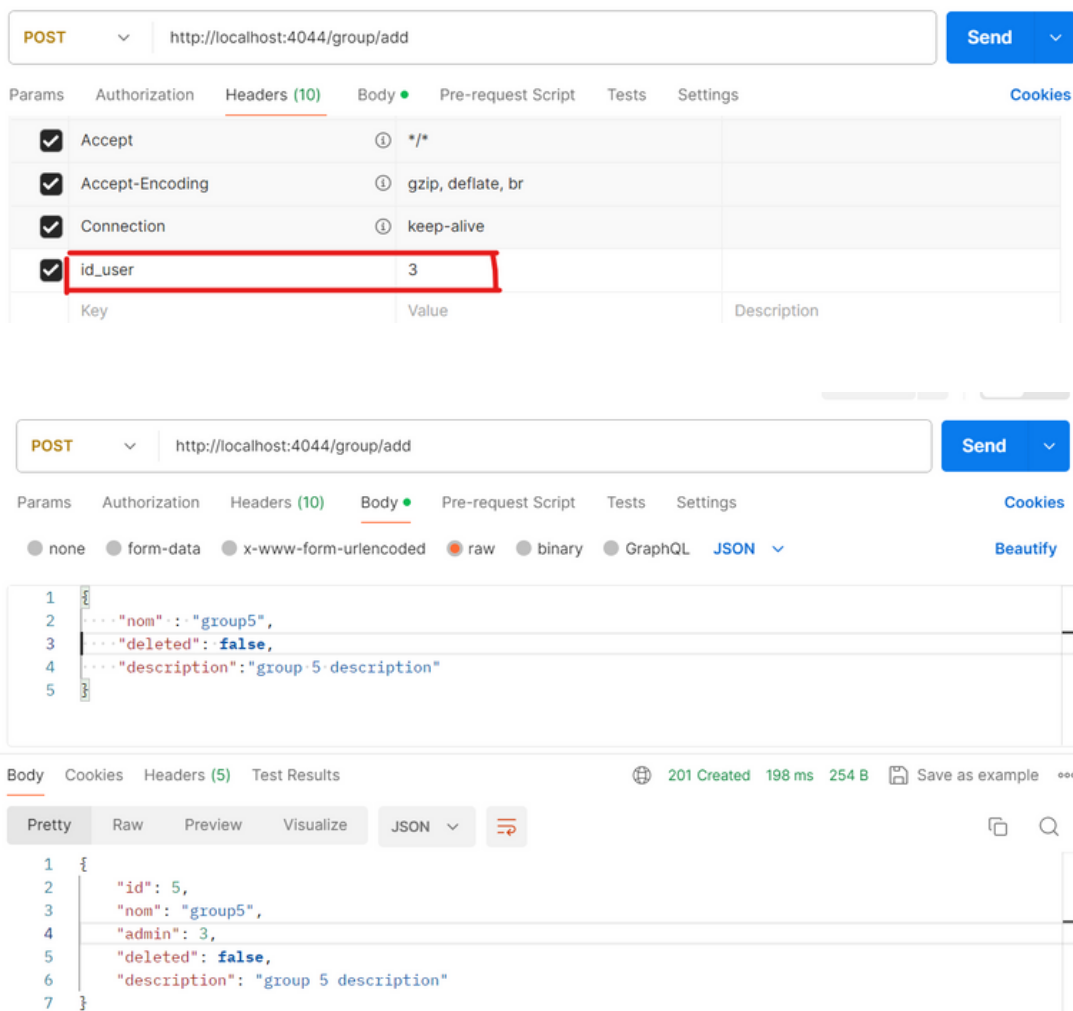 POST http://localhost:4044/group/add Send
Params Authorization Headers (10) Body Pre-request Script Tests Settings Cookies
Accept */*
Accept-Encoding gzip, deflate, br
Connection keep-alive
id_user 3
Key Value Description
POST http://localhost:4044/group/add Send
Params Authorization Headers (10) Body Pre-request Script Tests Settings Cookies
none form-data x-www-form-urlencoded raw binary GraphQL JSON Beautify
1 {
2 "nom" : "group5",
3 "deleted": false,
4 "description":"group 5 description"
5 }
Body Cookies Headers (5) Test Results 201 Created 198 ms 254 B Save as example
Pretty Raw Preview Visualize JSON
1 {
2 "id": 5,
3 "nom": "group5",
4 "admin": 3,
5 "deleted": false,
6 "description": "group 5 description"
7 }